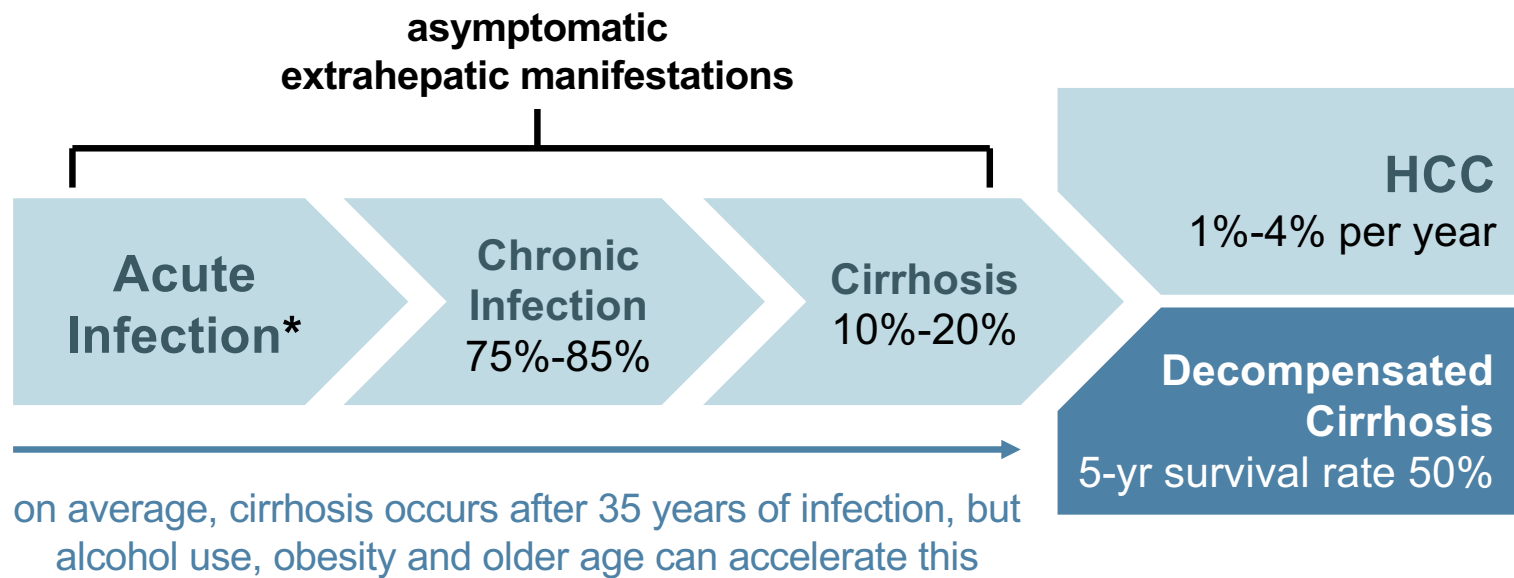 asymptomatic
extrahepatic manifestations
Acute
Infection*
Chronic
Infection
75%-85%
Cirrhosis
10%-20%
HCC
1%-4% per year
Decompensated
Cirrhosis
5-yr survival rate 50%
on average, cirrhosis occurs after 35 years of infection, but
alcohol use, obesity and older age can accelerate this